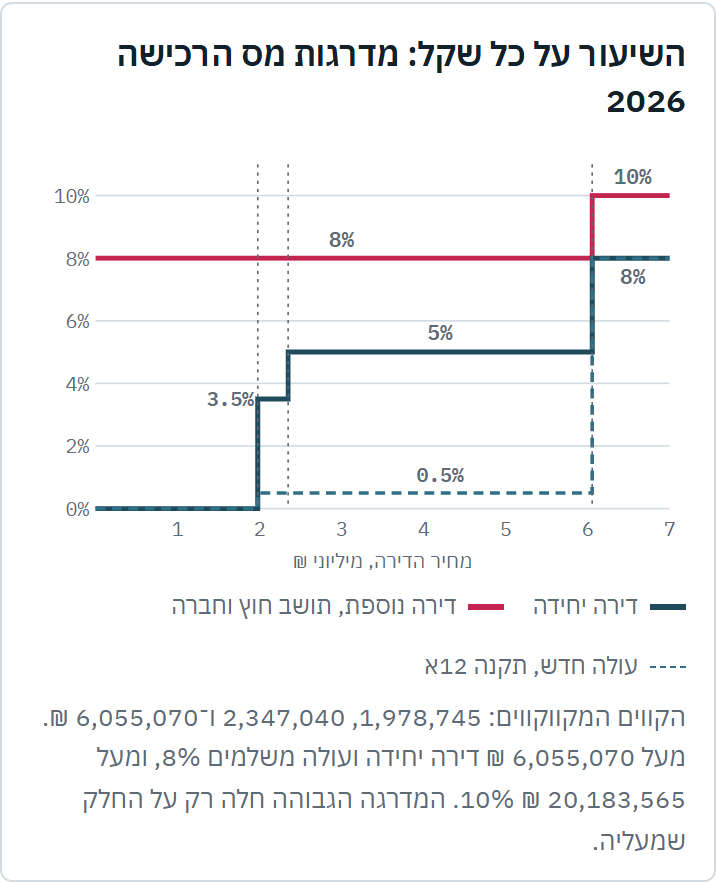 השיעור על כל שקל: מדרגות מס הרכישה
2026
10%
10%
8%
8%
8%
6%
5%
4%
3.5%
2%
0.5%
0%
1 2 3 4 5 6 7
מחיר הדירה, מיליוני ₪
דירה יחידה
דירה נוספת, תושב חוץ וחברה
עולה חדש, תקנה 12א
הקווים המקווקווים: 1,978,745, 2,347,040 ו־6,055,070 ₪.
מעל 6,055,070 ₪ דירה יחידה ועולה משלמים 8%, ומעל
20,183,565 ₪ 10%. המדרגה הגבוהה חלה רק על החלק
שמעליה.